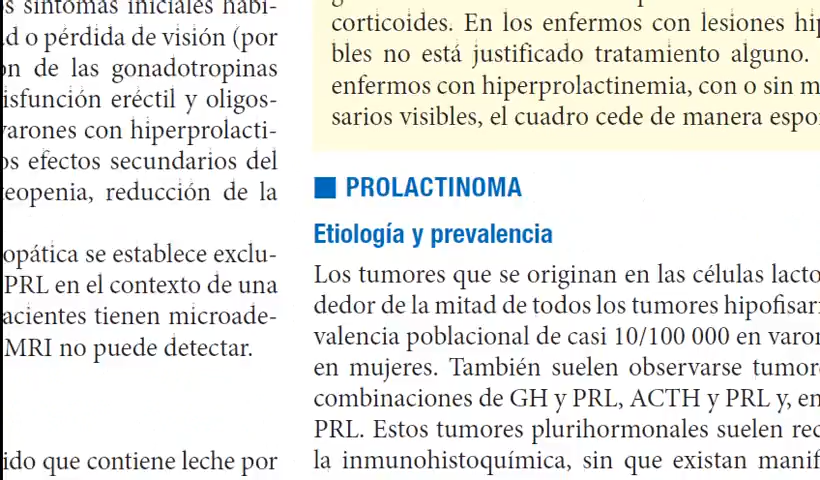 s síntomas iniciales habi-
d o pérdida de visión (por
n de las gonadotropinas
isfunción eréctil y oligos-
varones con hiperprolacti-
os efectos secundarios del
teopenia, reducción de la
opática se establece exclu-
PRL en el contexto de una
acientes tienen microade-
MRI no puede detectar.
ido que contiene leche por
corticoides. En los enfermos con lesiones hip
bles no está justificado tratamiento alguno.
enfermos con hiperprolactinemia, con o sin m
sarios visibles, el cuadro cede de manera espo
PROLACTINOMA
Etiología y prevalencia
Los tumores que se originan en las células lacto
dedor de la mitad de todos los tumores hipofisar
valencia poblacional de casi 10/100 000 en varo
en mujeres. También suelen observarse tumor
combinaciones de GH y PRL, ACTH y PRL y, en
PRL. Estos tumores plurihormonales suelen rec
la inmunohistoquímica, sin que existan manif